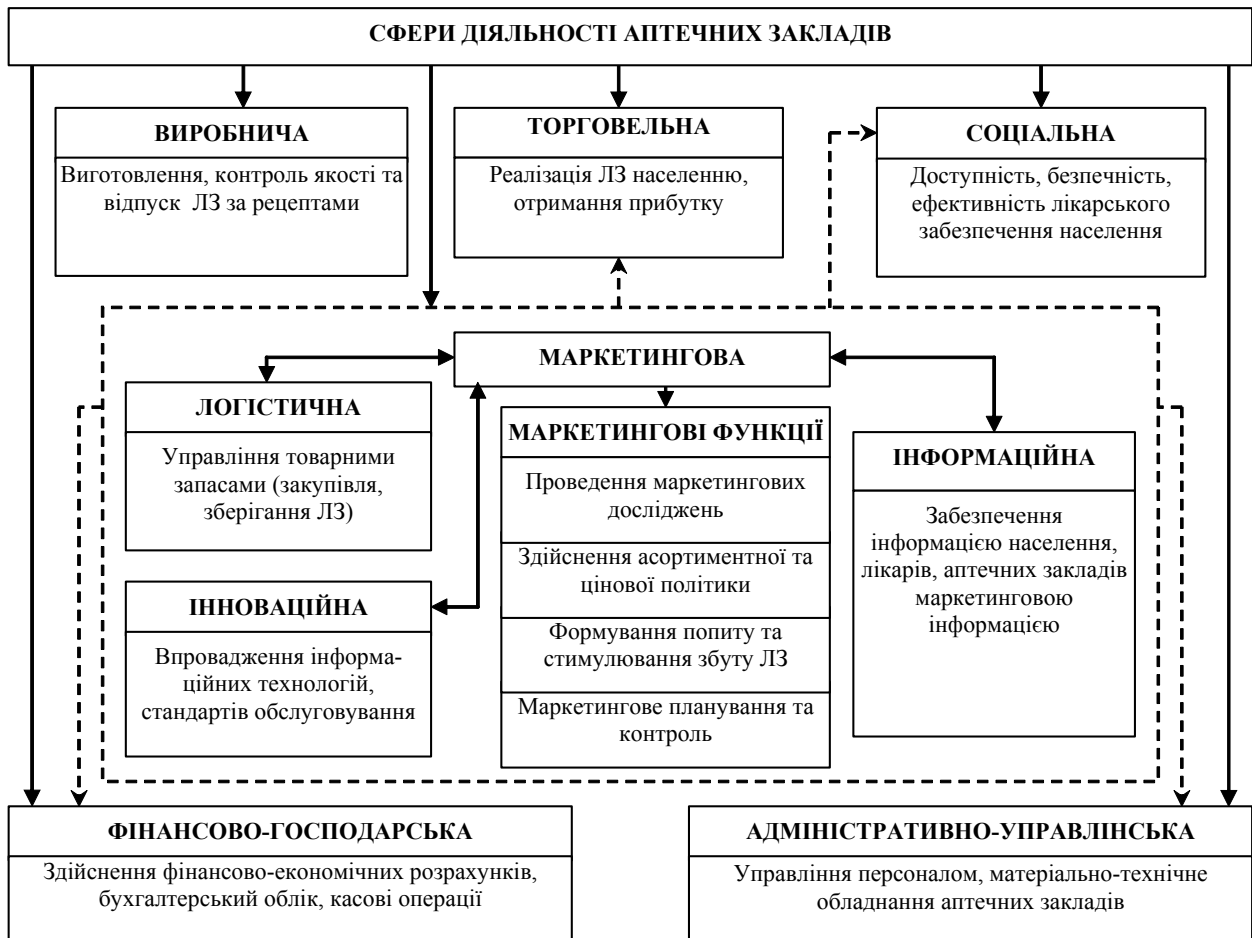 СФЕРИ ДІЯЛЬНОСТІ АПТЕЧНИХ ЗАКЛАДІВ
ВИРОБНИЧА
Виготовлення, контроль якості та
відпуск ЛЗ за рецептами
ТОРГОВЕЛЬНА
Реалізація ЛЗ населенню,
отримання прибутку
СОЦІАЛЬНА
Доступність, безпечність,
ефективність лікарського
забезпечення населення
МАРКЕТИНГОВА
ЛОГІСТИЧНА
Управління товарними
запасами (закупівля,
зберігання ЛЗ)
ІННОВАЦІЙНА
Впровадження інформа-
ційних технологій,
стандартів обслуговування
МАРКЕТИНГОВІ ФУНКЦІЇ
Проведення маркетингових
досліджень
Здійснення асортиментної та
цінової політики
Формування попиту та
стимулювання збуту ЛЗ
Маркетингове планування та
контроль
ІНФОРМАЦІЙНА
Забезпечення
інформацією населення,
лікарів, аптечних закладів
маркетинговою
інформацією
ФІНАНСОВО-ГОСПОДАРСЬКА
Здійснення фінансово-економічних розрахунків,
бухгалтерський облік, касові операції
АДМІНІСТРАТИВНО-УПРАВЛІНСЬКА
Управління персоналом, матеріально-технічне
обладнання аптечних закладів